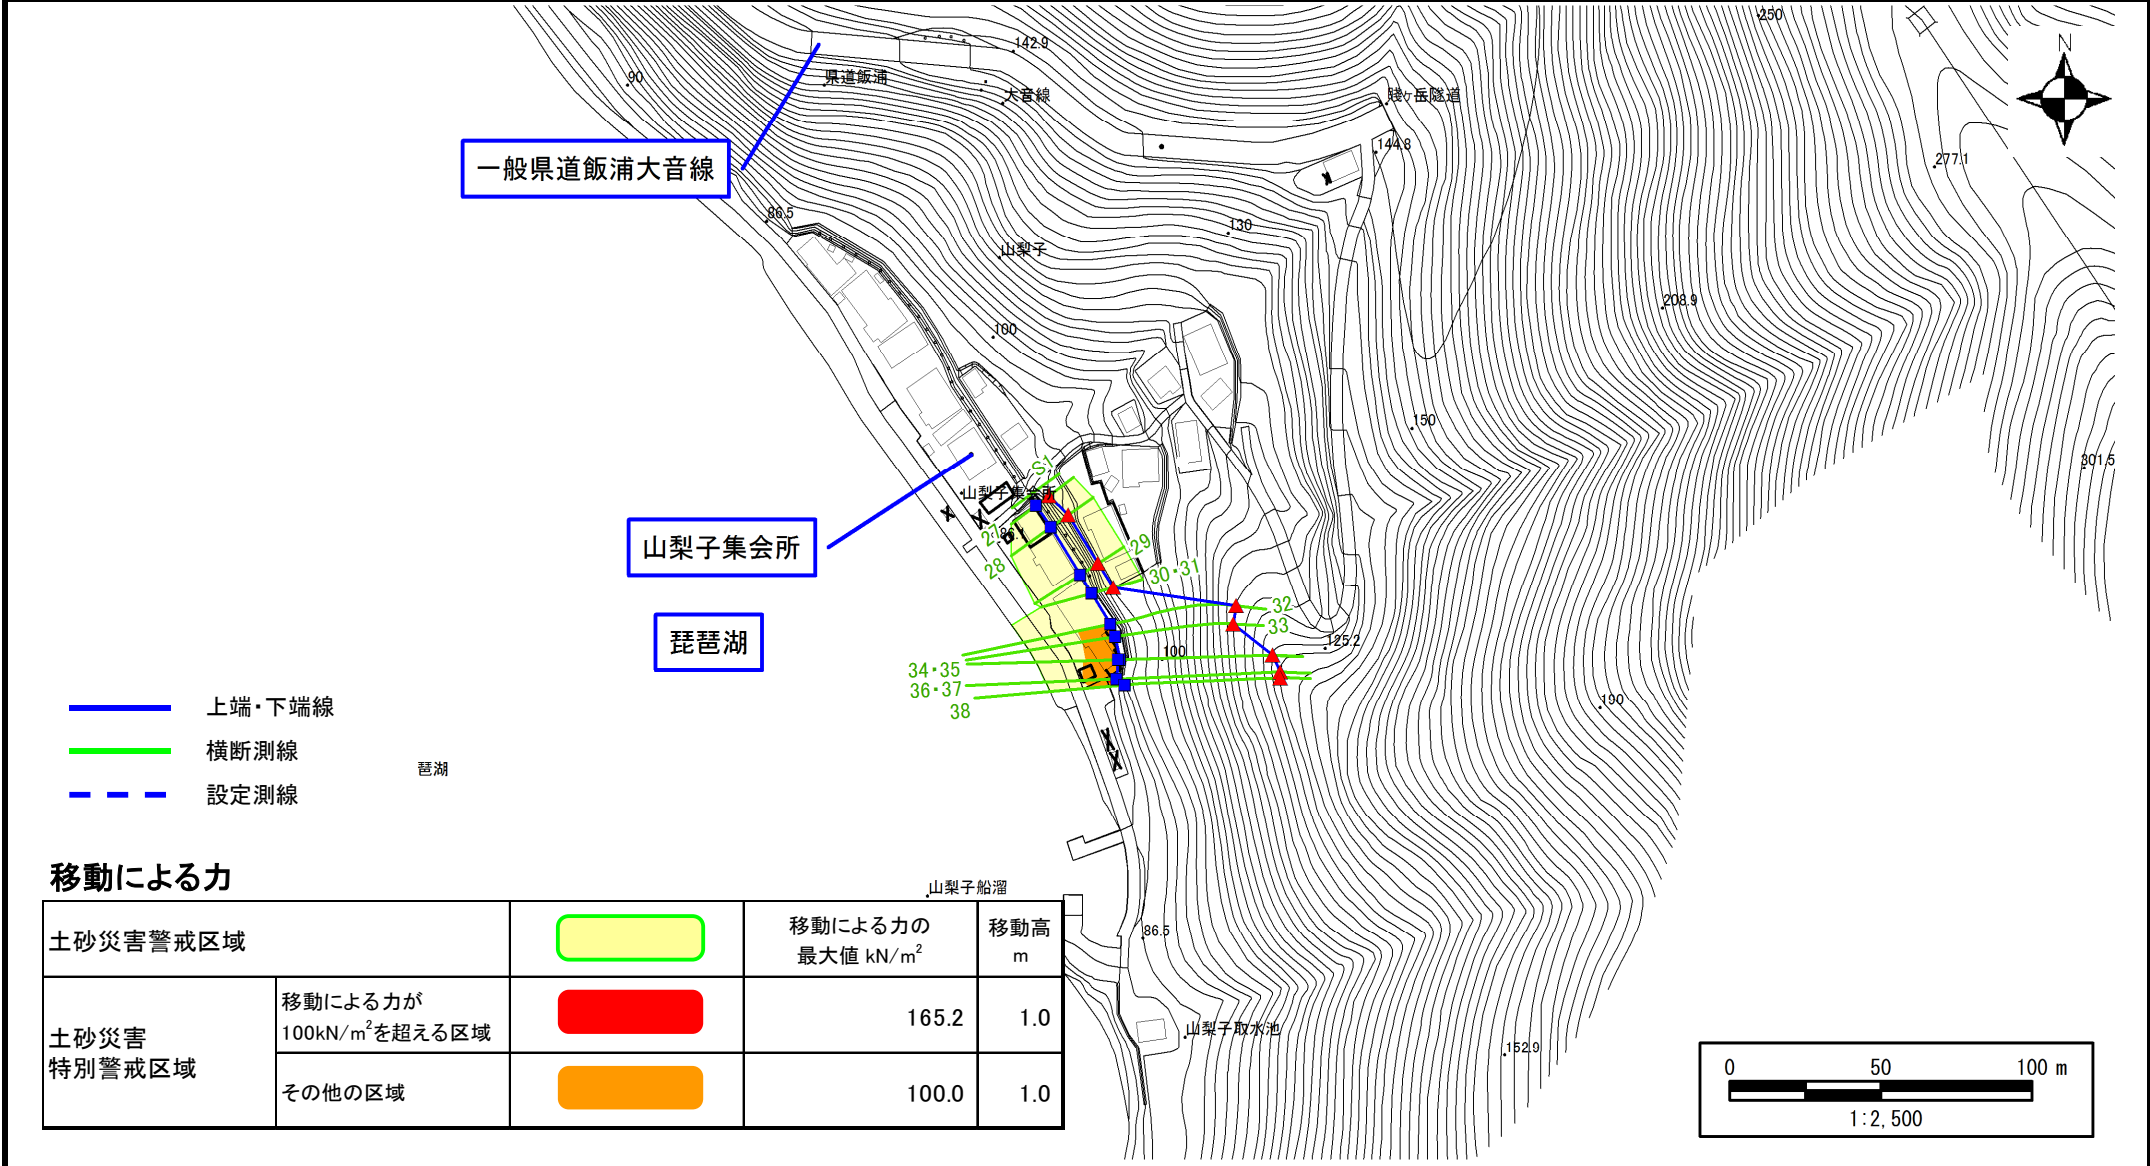 250
N
142.9
90
県道飯浦
大音線
賤ヶ岳隧道
一般県道飯浦大音線
144.8
277.1
86.5
130
山梨子
208.9
100
150
S1
301.5
山梨子集会所
27
86.1
山梨子集会所
29
28
30・31
32
琵琶湖
33
125.2
100
34・35
36・37
38
190
上端・下端線
横断測線
琶湖
設定測線
移動による力
山梨子船溜
土砂災害警戒区域
移動による力の
最大値 kN/m²
移動高
m
86.5
土砂災害
特別警戒区域
移動による力が
100kN/m²を超える区域
165.2
1.0
その他の区域
100.0
1.0
山梨子取水池
152.9
0 50 100 m
1:2,500